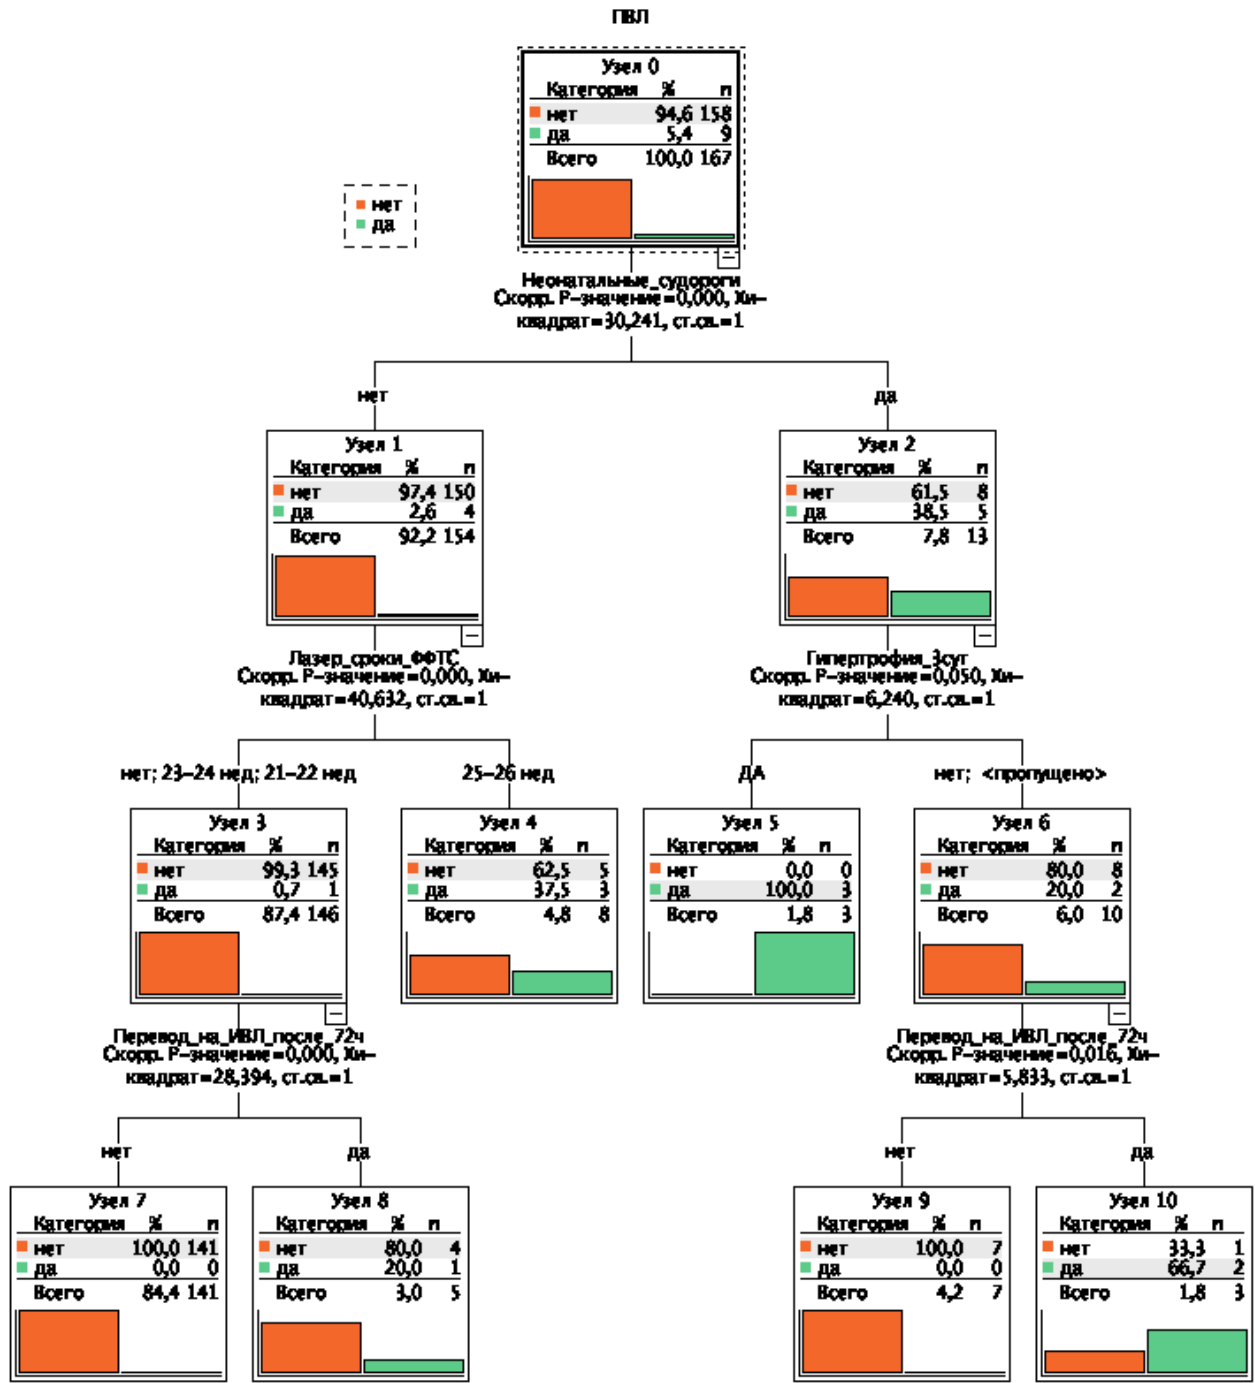 ПВЛ
Узел 0
Категория % n
нет 94,6 158
да 5,4 9
Всего 100,0 167
нет
да
Неонатальные_судороги
Скорр. P-значение=0,000, Хи-
квадрат=30,241, ст.св.=1
нет
да
Узел 1
Категория % n
нет 97,4 150
да 2,6 4
Всего 92,2 154
Узел 2
Категория % n
нет 61,5 8
да 38,5 5
Всего 7,8 13
Лазер_сроки_ФФТС
Скорр. P-значение=0,000, Хи-
квадрат=40,632, ст.св.=1
Гипертрофия_3сут
Скорр. P-значение=0,050, Хи-
квадрат=6,240, ст.св.=1
нет; 23-24 нед; 21-22 нед
25-26 нед
ДА
нет; <пропущено>
Узел 3
Категория % n
нет 99,3 145
да 0,7 1
Всего 87,4 146
Узел 4
Категория % n
нет 62,5 5
да 37,5 3
Всего 4,8 8
Узел 5
Категория % n
нет 0,0 0
да 100,0 3
Всего 1,8 3
Узел 6
Категория % n
нет 80,0 8
да 20,0 2
Всего 6,0 10
Перевод_на_ИВЛ_после_72ч
Скорр. P-значение=0,000, Хи-
квадрат=28,394, ст.св.=1
Перевод_на_ИВЛ_после_72ч
Скорр. P-значение=0,016, Хи-
квадрат=5,833, ст.св.=1
нет
да
нет
да
Узел 7
Категория % n
нет 100,0 141
да 0,0 0
Всего 84,4 141
Узел 8
Категория % n
нет 80,0 4
да 20,0 1
Всего 3,0 5
Узел 9
Категория % n
нет 100,0 7
да 0,0 0
Всего 4,2 7
Узел 10
Категория % n
нет 33,3 1
да 66,7 2
Всего 1,8 3